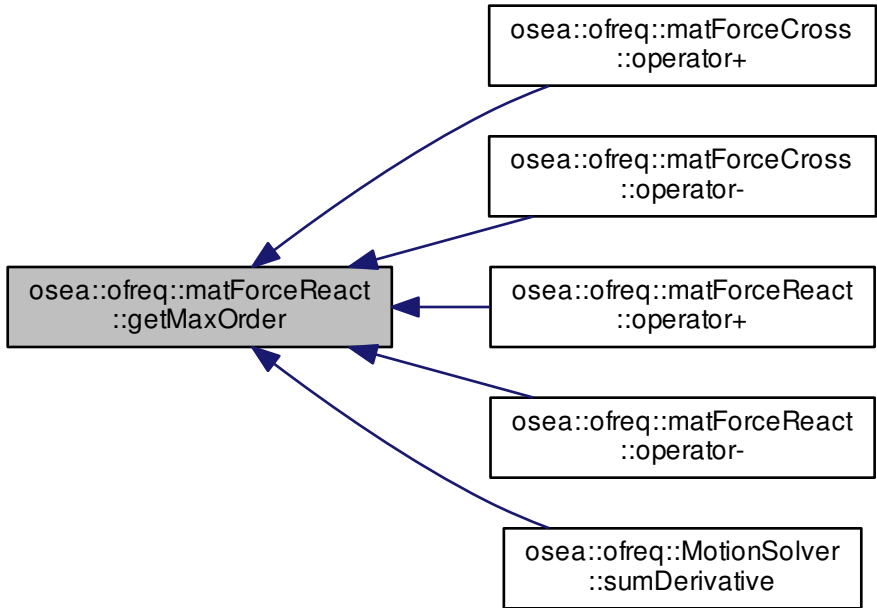 osea::ofreq::matForceCross
::operator+
osea::ofreq::matForceCross
::operator-
osea::ofreq::matForceReact
::getMaxOrder
osea::ofreq::matForceReact
::operator+
osea::ofreq::matForceReact
::operator-
osea::ofreq::MotionSolver
::sumDerivative